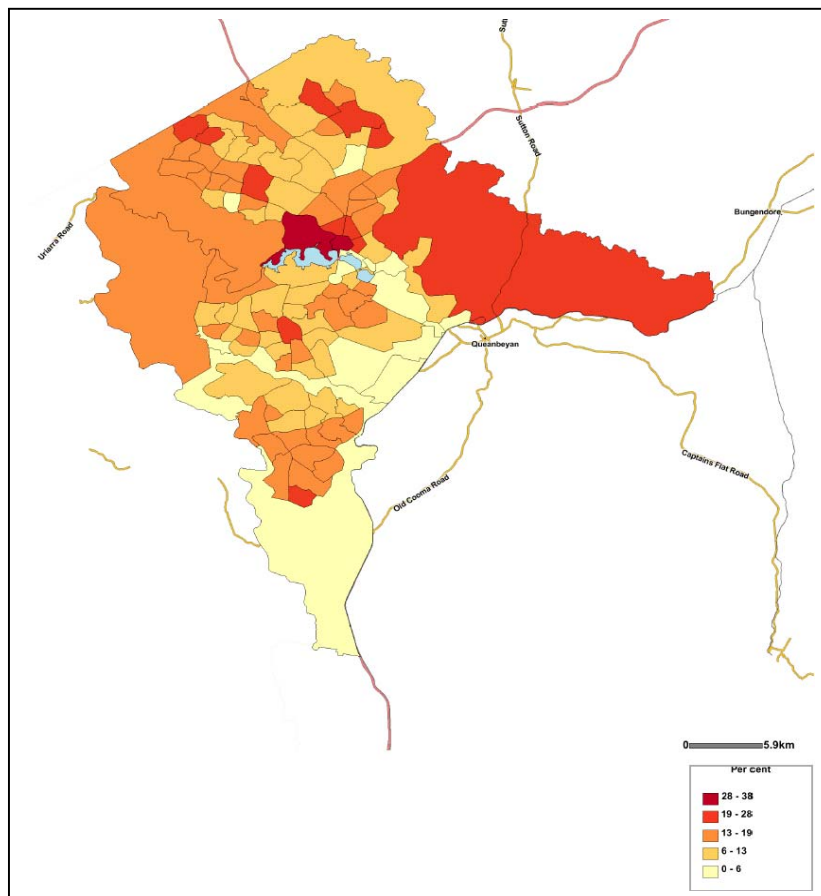 Sutton Road
Bungendore
Uriarra Road
Queanbeyan
Captains Flat Road
Old Cooma Road
0 5.9km
Per cent
28 - 38
19 - 28
13 - 19
6 - 13
0 - 6